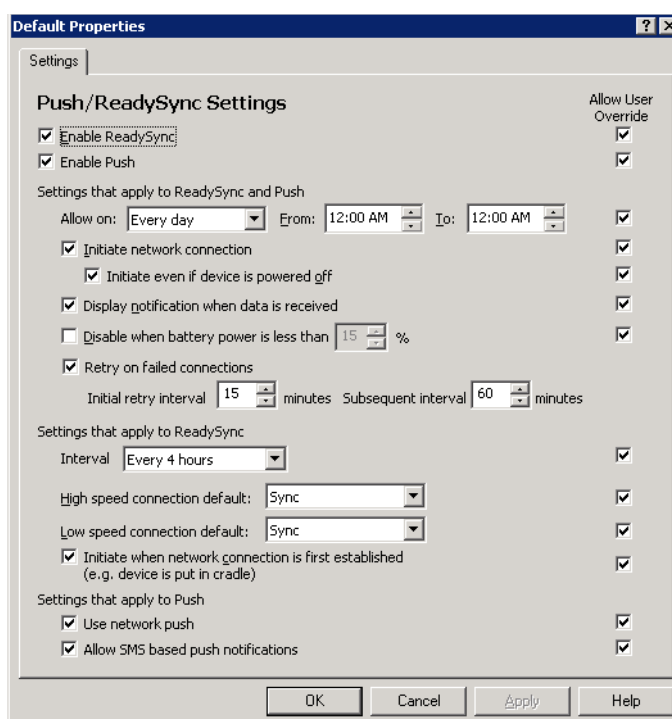 Default Properties
Settings
Push/ReadySync Settings
Allow User
Override
Enable ReadySync
Enable Push
Settings that apply to ReadySync and Push
Allow on: Every day From: 12:00 AM To: 12:00 AM
Initiate network connection
Initiate even if device is powered off
Display notification when data is received
Disable when battery power is less than 15 %
Retry on failed connections
Initial retry interval 15 minutes Subsequent interval 60 minutes
Settings that apply to ReadySync
Interval Every 4 hours
High speed connection default: Sync
Low speed connection default: Sync
Initiate when network connection is first established
(e.g. device is put in cradle)
Settings that apply to Push
Use network push
Allow SMS based push notifications
OK Cancel Apply Help